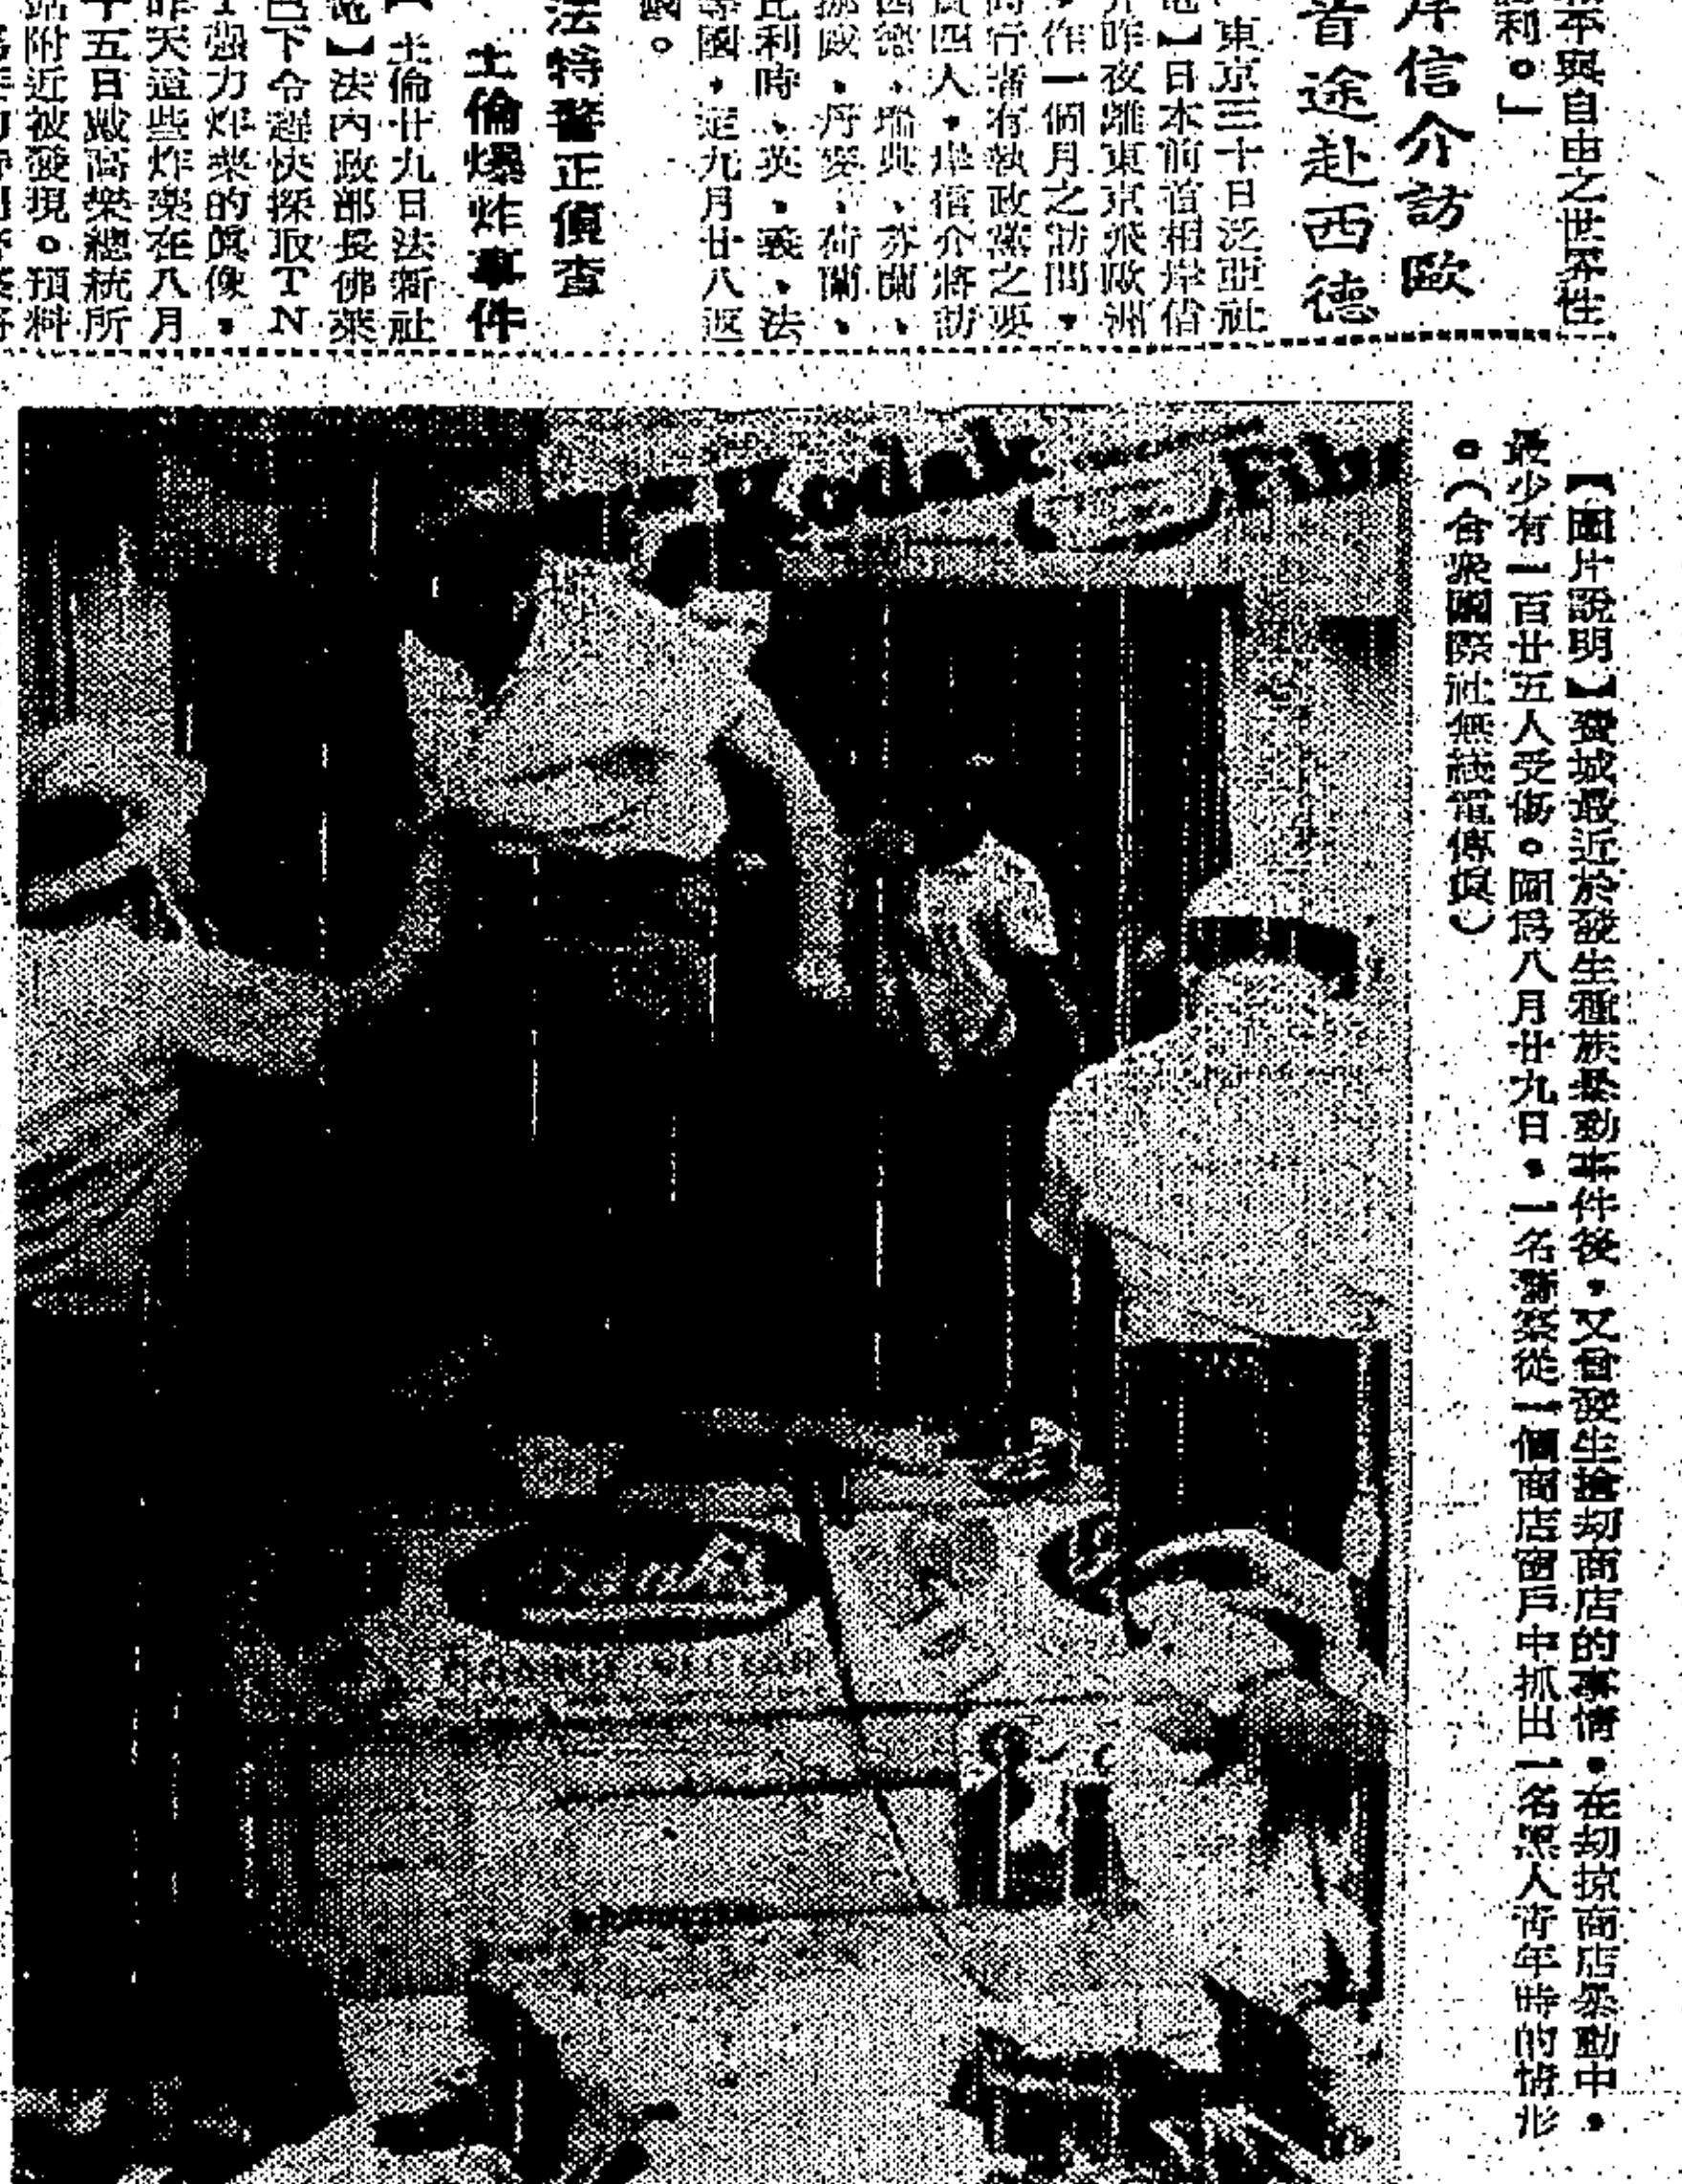 與自由之世界性
利。」
岸信介訪歐
首途赴西德
東京三十日泛亞社
電】日本前首相岸信
介昨夜離東京飛歐洲
,作一個月之訪問,
同行者有執政黨之要
員四人,岸信介將訪
西德、瑞典、芬蘭、
挪威、丹麥、荷蘭、
比利時、英、義、法
等國,定九月廿八返
國。
法特警正偵查
土倫爆炸事件
【土倫廿九日法新社
電】法內政部長佛萊
已下令趕快探取TN
T強力炸藥的真像,
昨天這些炸藥在八月
十五日戴高樂總統所
站附近被發現。預料
【圖片說明】費城最近於發生種族暴動事件後,又曾發生搶劫商店的事情,在劫掠商店暴動中,
最少有一百廿五人受傷。圖爲八月廿九日,一名警察從一個商店窗戶中抓出一名黑人青年時的情形
。(合衆國際社無綫電傳真)
Kodak